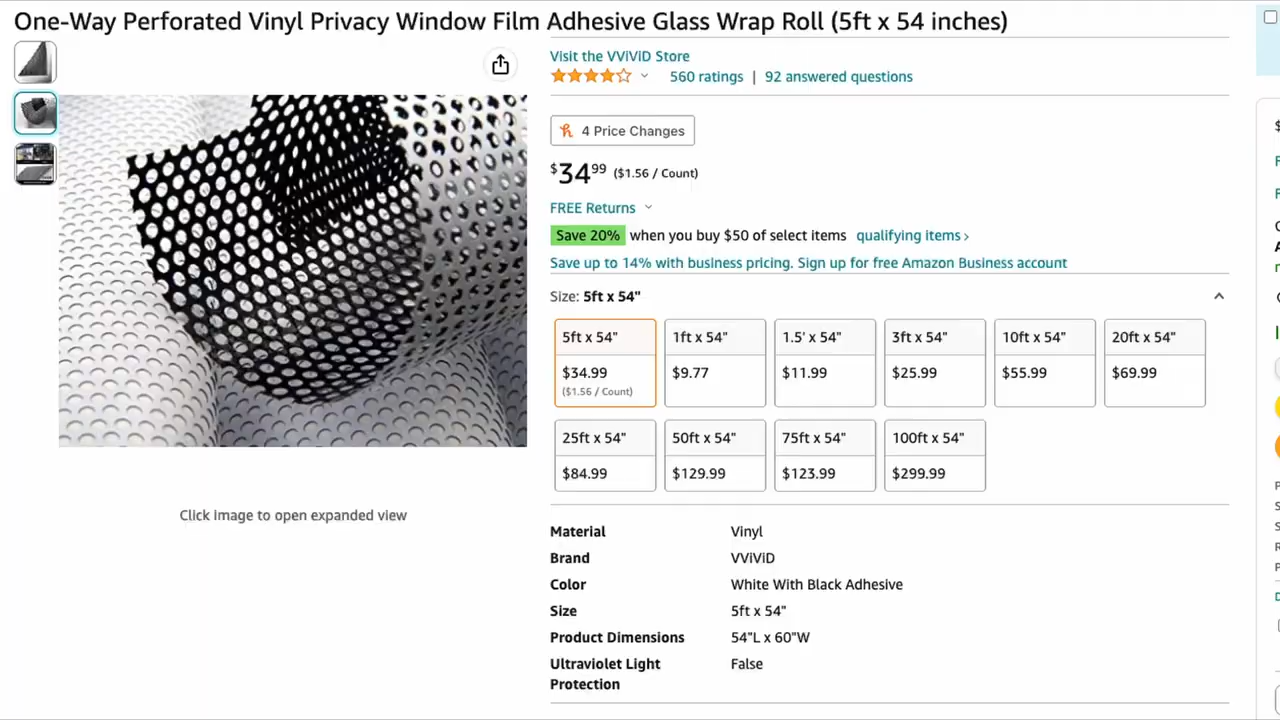 One-Way Perforated Vinyl Privacy Window Film Adhesive Glass Wrap Roll (5ft x 54 inches)
Visit the VViViD Store
560 ratings | 92 answered questions
4 Price Changes
$34.99 ($1.56 / Count)
FREE Returns
Save 20% when you buy $50 of select items qualifying items ›
Save up to 14% with business pricing. Sign up for free Amazon Business account
Size: 5ft x 54"
5ft x 54" 1ft x 54" 1.5' x 54" 3ft x 54" 10ft x 54" 20ft x 54"
$34.99 $9.77 $11.99 $25.99 $55.99 $69.99
($1.56 / Count)
25ft x 54" 50ft x 54" 75ft x 54" 100ft x 54"
$84.99 $129.99 $123.99 $299.99
Click image to open expanded view
Material Vinyl
Brand VViViD
Color White With Black Adhesive
Size 5ft x 54"
Product Dimensions 54"L x 60"W
Ultraviolet Light False
Protection